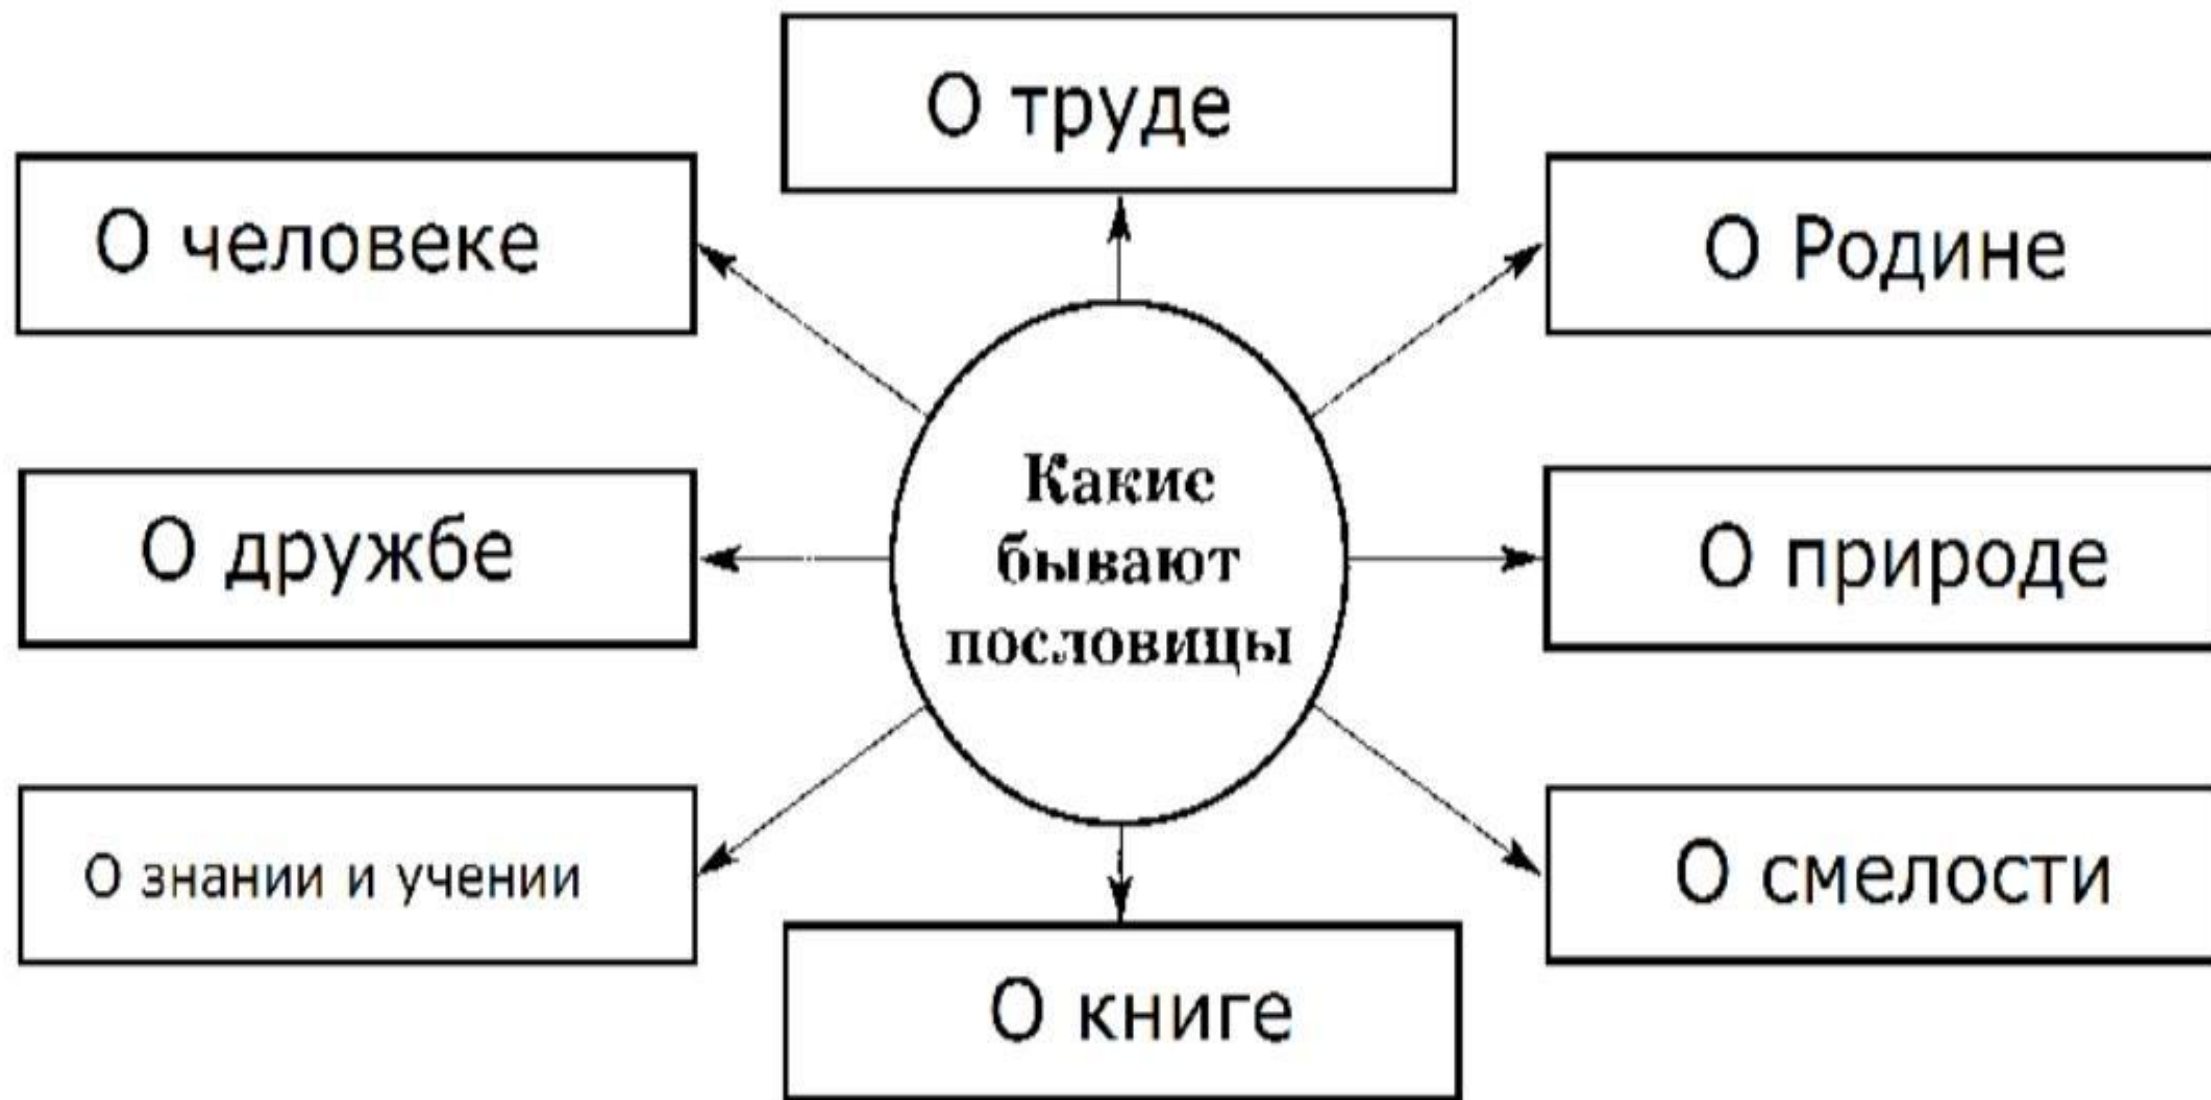 О труде
О человеке
О Родине
Какие
бывают
пословицы
О дружбе
О природе
О знании и учении
О смелости
О книге